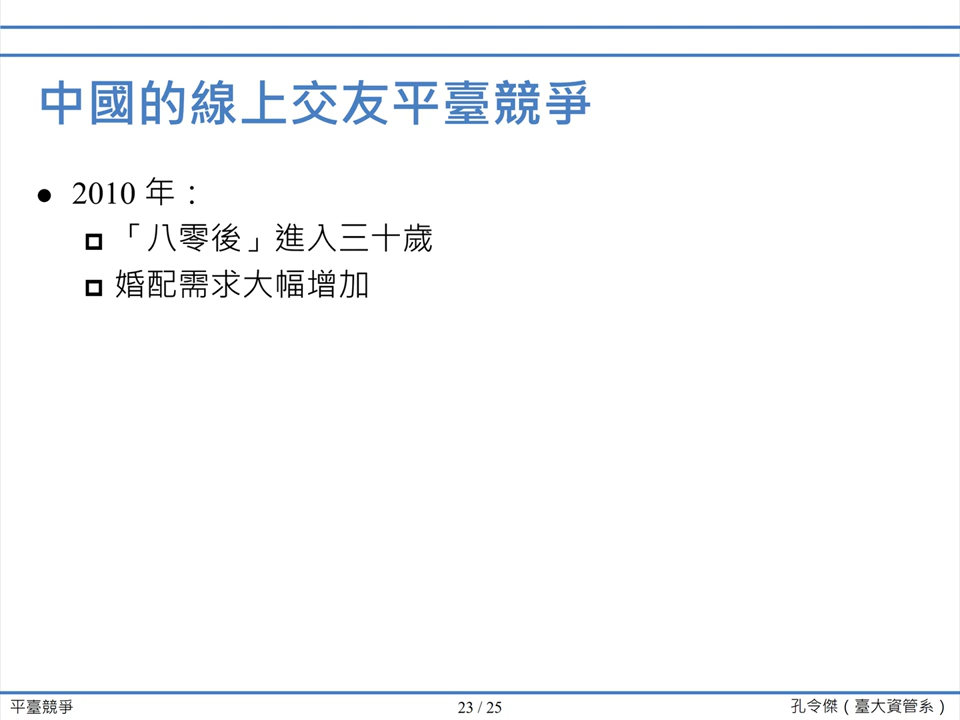 中國的線上交友平臺競爭
● 2010 年：
「八零後」進入三十歲
婚配需求大幅增加
平臺競爭
23 / 25
孔令傑（臺大資管系）